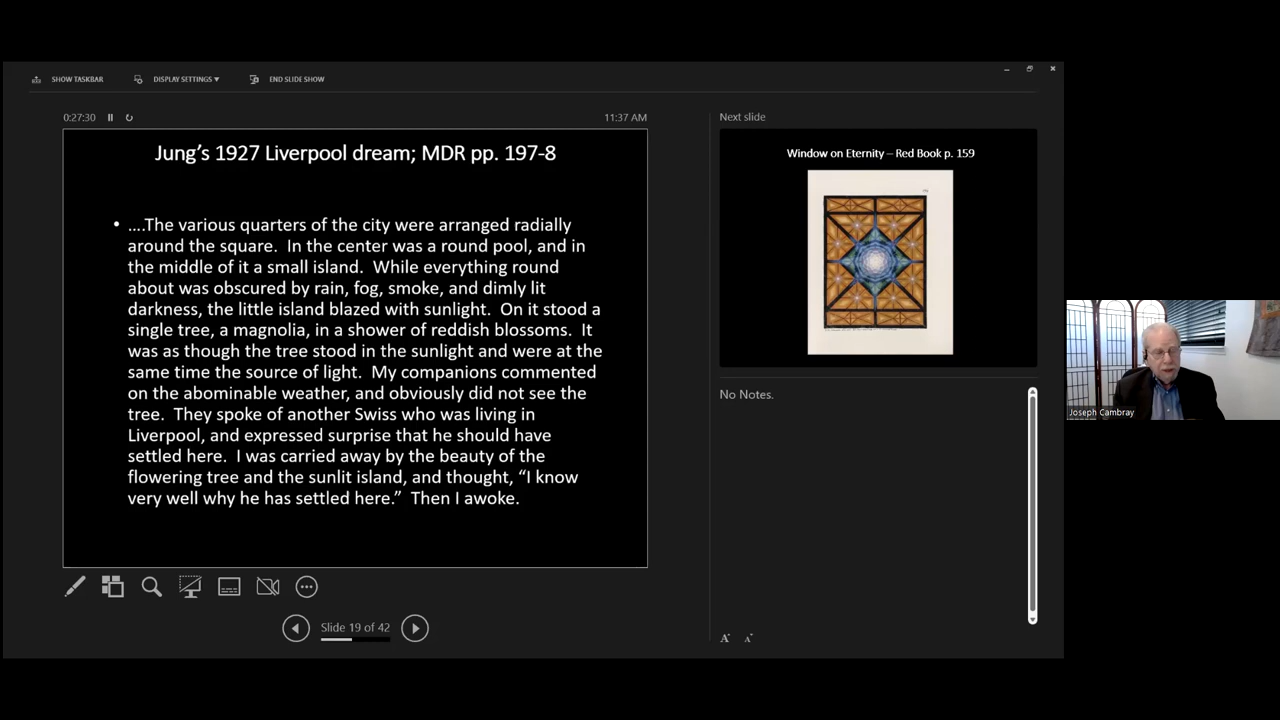 SHOW TASKBAR
DISPLAY SETTINGS ▾
END SLIDE SHOW
0:27:30
11:37 AM
Jung's 1927 Liverpool dream; MDR pp. 197-8
• ....The various quarters of the city were arranged radially
around the square. In the center was a round pool, and in
the middle of it a small island. While everything round
about was obscured by rain, fog, smoke, and dimly lit
darkness, the little island blazed with sunlight. On it stood a
single tree, a magnolia, in a shower of reddish blossoms. It
was as though the tree stood in the sunlight and were at the
same time the source of light. My companions commented
on the abominable weather, and obviously did not see the
tree. They spoke of another Swiss who was living in
Liverpool, and expressed surprise that he should have
settled here. I was carried away by the beauty of the
flowering tree and the sunlit island, and thought, "I know
very well why he has settled here." Then I awoke.
Slide 19 of 42
Next slide
Window on Eternity – Red Book p. 159
No Notes.
A A
Joseph Cambray